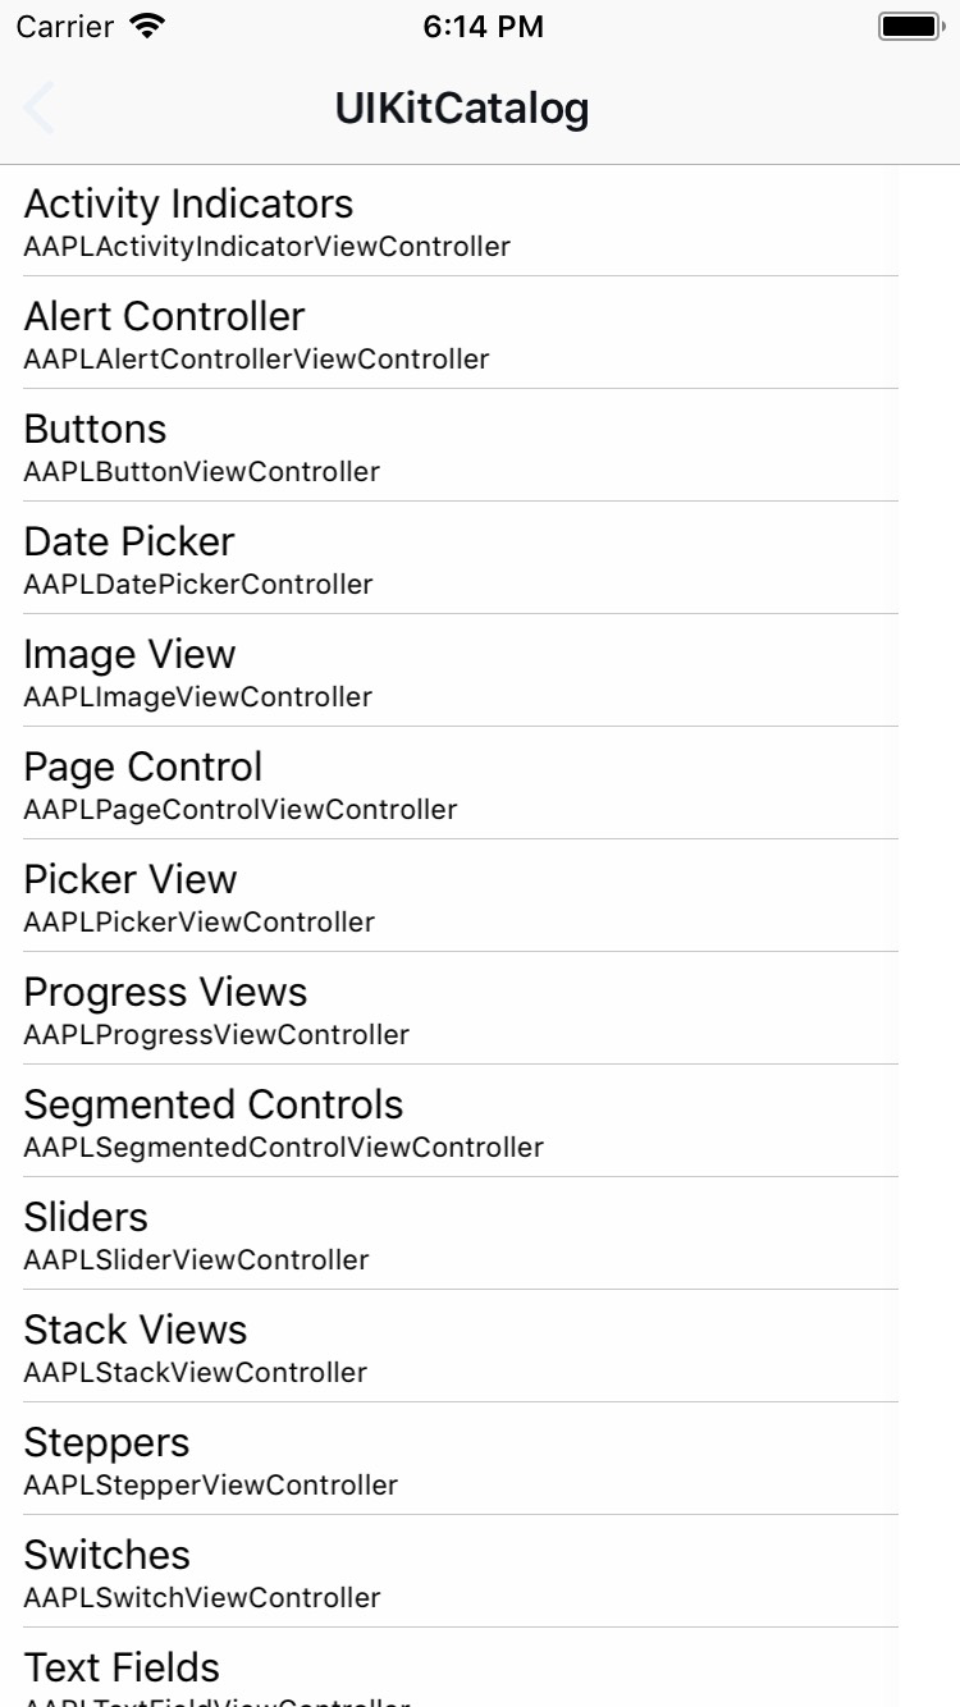 Carrier 6:14 PM
UIKitCatalog
Activity Indicators
AAPLActivityIndicatorViewController
Alert Controller
AAPLAlertControllerViewController
Buttons
AAPLButtonViewController
Date Picker
AAPLDatePickerController
Image View
AAPLImageViewController
Page Control
AAPLPageControlViewController
Picker View
AAPLPickerViewController
Progress Views
AAPLProgressViewController
Segmented Controls
AAPLSegmentedControlViewController
Sliders
AAPLSliderViewController
Stack Views
AAPLStackViewController
Steppers
AAPLStepperViewController
Switches
AAPLSwitchViewController
Text Fields
AAPLTextFieldViewController